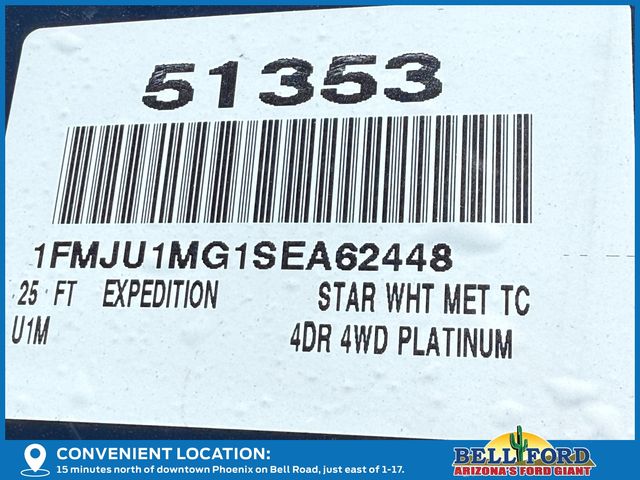 51353
1FMJU1MG1SEA62448
25 FT EXPEDITION STAR WHT MET TC
U1M 4DR 4WD PLATINUM
CONVENIENT LOCATION:
15 minutes north of downtown Phoenix on Bell Road, just east of 1-17.
BELL FORD
ARIZONA'S FORD GIANT